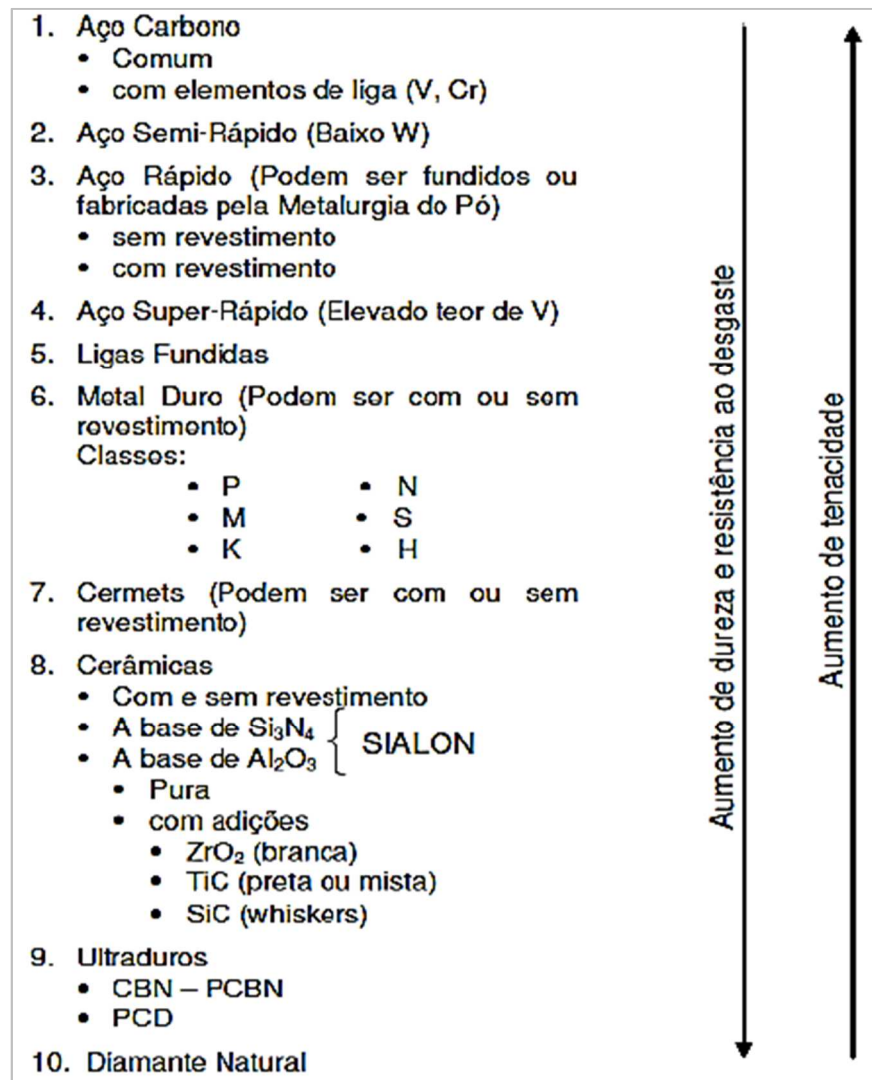 1. Aço Carbono
• Comum
• com elementos de liga (V, Cr)
2. Aço Semi-Rápido (Baixo W)
3. Aço Rápido (Podem ser fundidos ou
fabricadas pela Metalurgia do Pó)
• sem revestimento
• com revestimento
4. Aço Super-Rápido (Elevado teor de V)
5. Ligas Fundidas
6. Metal Duro (Podem ser com ou sem
revestimento)
Classes:
• P • N
• M • S
• K • H
7. Cermets (Podem ser com ou sem
revestimento)
8. Cerâmicas
• Com e sem revestimento
• A base de Si₃N₄
• A base de Al₂O₃
SIALON
• Pura
• com adições
• ZrO₂ (branca)
• TiC (preta ou mista)
• SiC (whiskers)
9. Ultraduros
• CBN – PCBN
• PCD
10. Diamante Natural
Aumento de dureza e resistência ao desgaste
Aumento de tenacidade